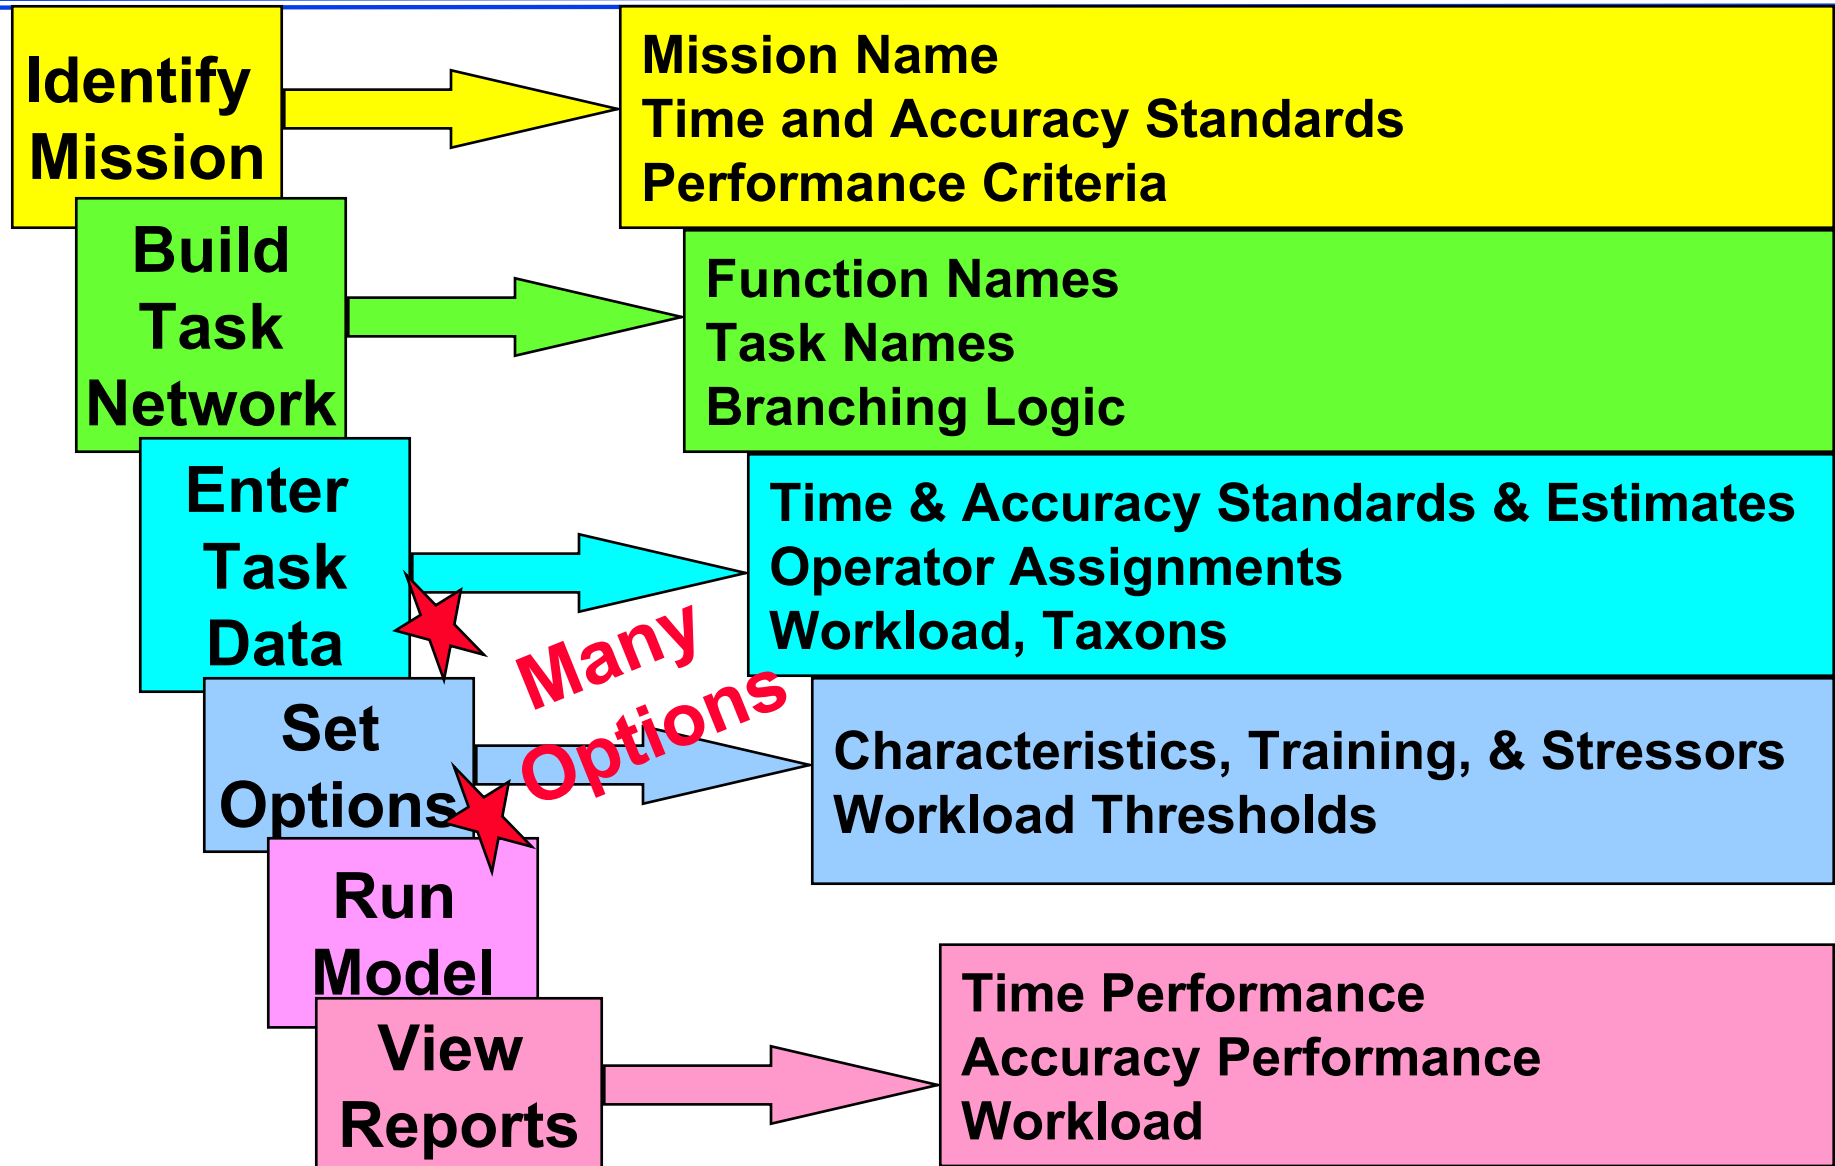 Identify
Mission
Mission Name
Time and Accuracy Standards
Performance Criteria
Build
Task
Network
Function Names
Task Names
Branching Logic
Enter
Task
Data
Time & Accuracy Standards & Estimates
Operator Assignments
Workload, Taxons
Many
Options
Set
Options
Characteristics, Training, & Stressors
Workload Thresholds
Run
Model
View
Reports
Time Performance
Accuracy Performance
Workload